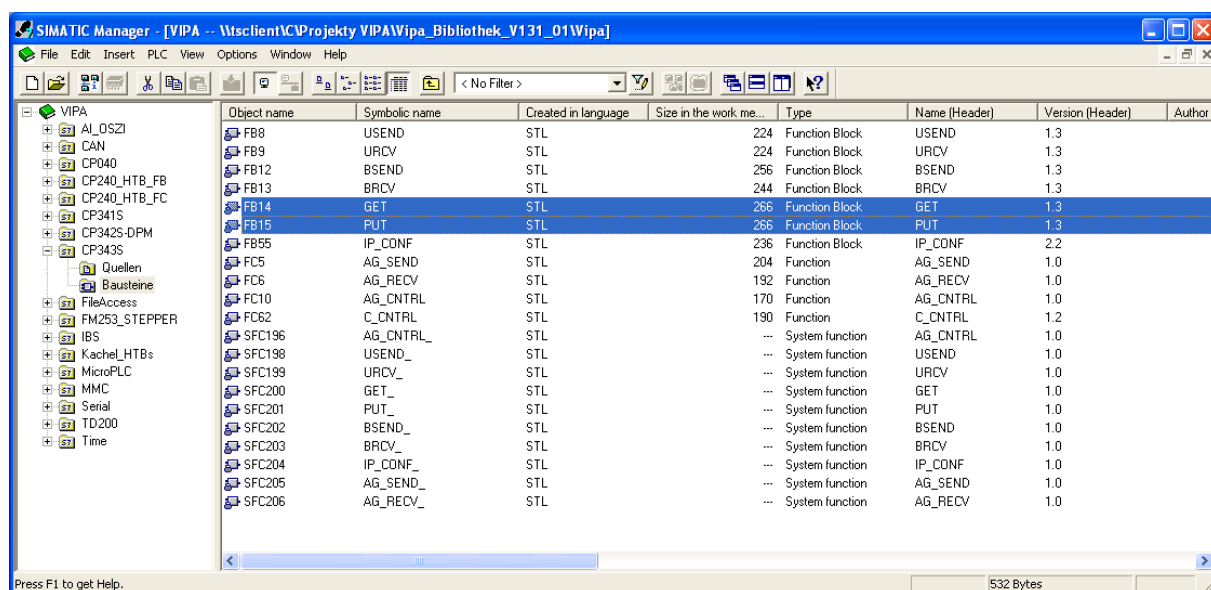 SIMATIC Manager - [VIPA -- \\tsclient\C\Projekty VIPA\Vipa_Bibliothek_V131_01\Vipa]
File Edit Insert PLC View Options Window Help
< No Filter >
VIPA
AI_OSZI
CAN
CP040
CP240_HTB_FB
CP240_HTB_FC
CP341S
CP342S-DPM
CP343S
Quellen
Bausteine
FileAccess
FM253_STEPPER
IBS
Kachel_HTBs
MicroPLC
MMC
Serial
TD200
Time
Object name Symbolic name Created in language Size in the work me... Type Name (Header) Version (Header) Author
FB8 USEND STL 224 Function Block USEND 1.3
FB9 URCV STL 224 Function Block URCV 1.3
FB12 BSEND STL 256 Function Block BSEND 1.3
FB13 BRCV STL 244 Function Block BRCV 1.3
FB14 GET STL 266 Function Block GET 1.3
FB15 PUT STL 266 Function Block PUT 1.3
FB55 IP_CONF STL 236 Function Block IP_CONF 2.2
FC5 AG_SEND STL 204 Function AG_SEND 1.0
FC6 AG_RECV STL 192 Function AG_RECV 1.0
FC10 AG_CNTRL STL 170 Function AG_CNTRL 1.0
FC62 C_CNTRL STL 190 Function C_CNTRL 1.2
SFC196 AG_CNTRL_ STL --- System function AG_CNTRL 1.0
SFC198 USEND_ STL --- System function USEND 1.0
SFC199 URCV_ STL --- System function URCV 1.0
SFC200 GET_ STL --- System function GET 1.0
SFC201 PUT_ STL --- System function PUT 1.0
SFC202 BSEND_ STL --- System function BSEND 1.0
SFC203 BRCV_ STL --- System function BRCV 1.0
SFC204 IP_CONF_ STL --- System function IP_CONF 1.0
SFC205 AG_SEND_ STL --- System function AG_SEND 1.0
SFC206 AG_RECV_ STL --- System function AG_RECV 1.0
Press F1 to get Help.
532 Bytes